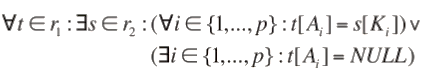 ∀t ∈ r₁ : ∃s ∈ r₂ : (∀i ∈ {1,..., p} : t[Aᵢ] = s[Kᵢ]) ∨
(∃i ∈ {1,..., p} : t[Aᵢ] = NULL)